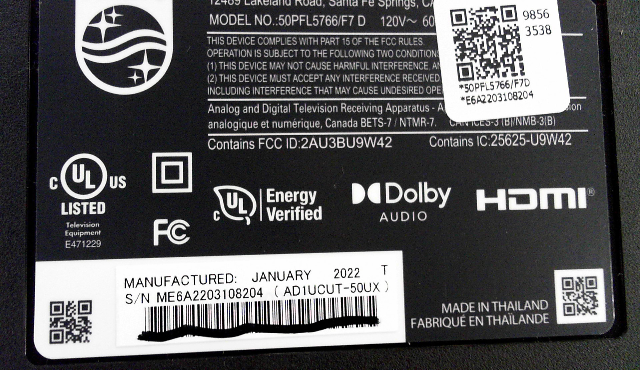 12489 Lakeland Road, Santa Fe Springs, CA
MODEL NO.:50PFL5766/F7 D 120V~ 60
THIS DEVICE COMPLIES WITH PART 15 OF THE FCC RULES.
OPERATION IS SUBJECT TO THE FOLLOWING TWO CONDITION
(1) THIS DEVICE MAY NOT CAUSE HARMFUL INTERFERENCE, AN
(2) THIS DEVICE MUST ACCEPT ANY INTERFERENCE RECEIVED
INCLUDING INTERFERENCE THAT MAY CAUSE UNDESIRED OPE
Analog and Digital Television Receiving Apparatus - A
analogique et numérique, Canada BETS-7 / NTMR-7. CAN ICES-3 (B)/NMB-3(B)
Contains FCC ID:2AU3BU9W42 Contains IC:25625-U9W42
9856
3538
*50PFL5766/F7D
*E6A2203108204
C UL US
LISTED
Television
Equipment
E471229
FC
C UL Energy
Verified
Dolby
AUDIO
HDMI®
MANUFACTURED: JANUARY 2022 T
S/N ME6A2203108204 (AD1UCUT-50UX)
MADE IN THAILAND
FABRIQUÉ EN THAÏLANDE